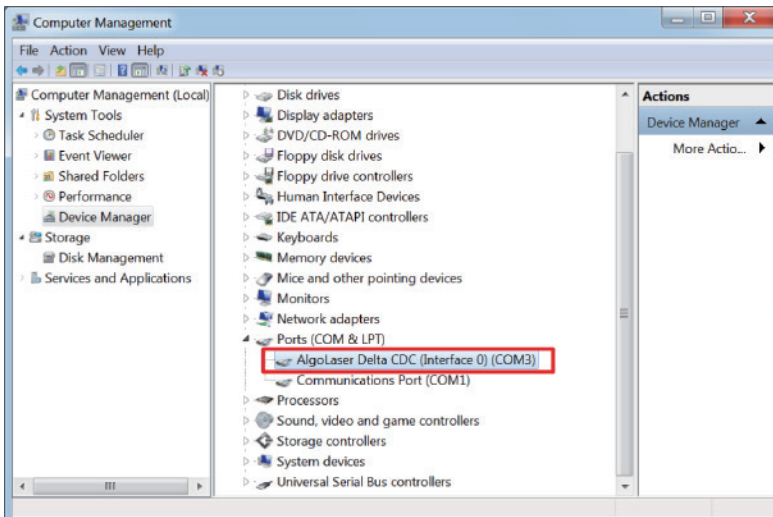 Computer Management
File Action View Help
Computer Management (Local)
System Tools
Task Scheduler
Event Viewer
Shared Folders
Performance
Device Manager
Storage
Disk Management
Services and Applications
Disk drives
Display adapters
DVD/CD-ROM drives
Floppy disk drives
Floppy drive controllers
Human Interface Devices
IDE ATA/ATAPI controllers
Keyboards
Memory devices
Mice and other pointing devices
Monitors
Network adapters
Ports (COM & LPT)
AlgoLaser Delta CDC (Interface 0) (COM3)
Communications Port (COM1)
Processors
Sound, video and game controllers
Storage controllers
System devices
Universal Serial Bus controllers
Actions
Device Manager
More Actio...